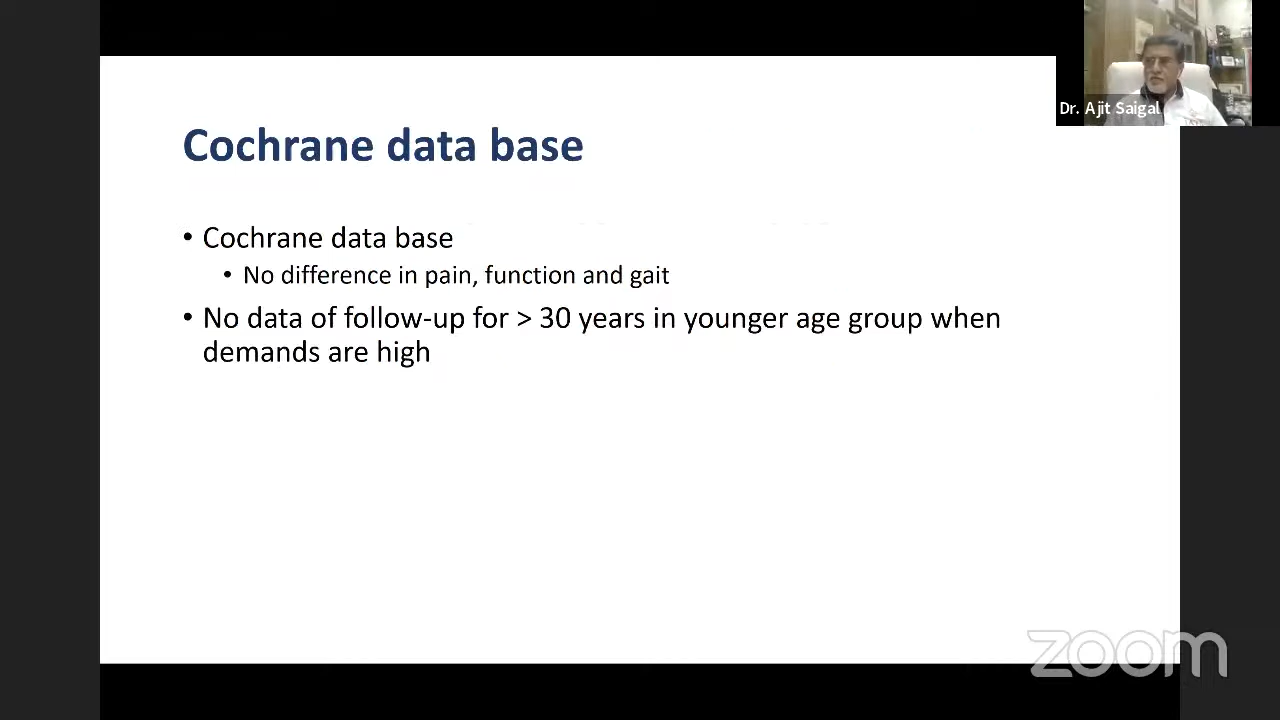 Dr. Ajit Saigal
Cochrane data base
• Cochrane data base
• No difference in pain, function and gait
• No data of follow-up for > 30 years in younger age group when
demands are high
zoom